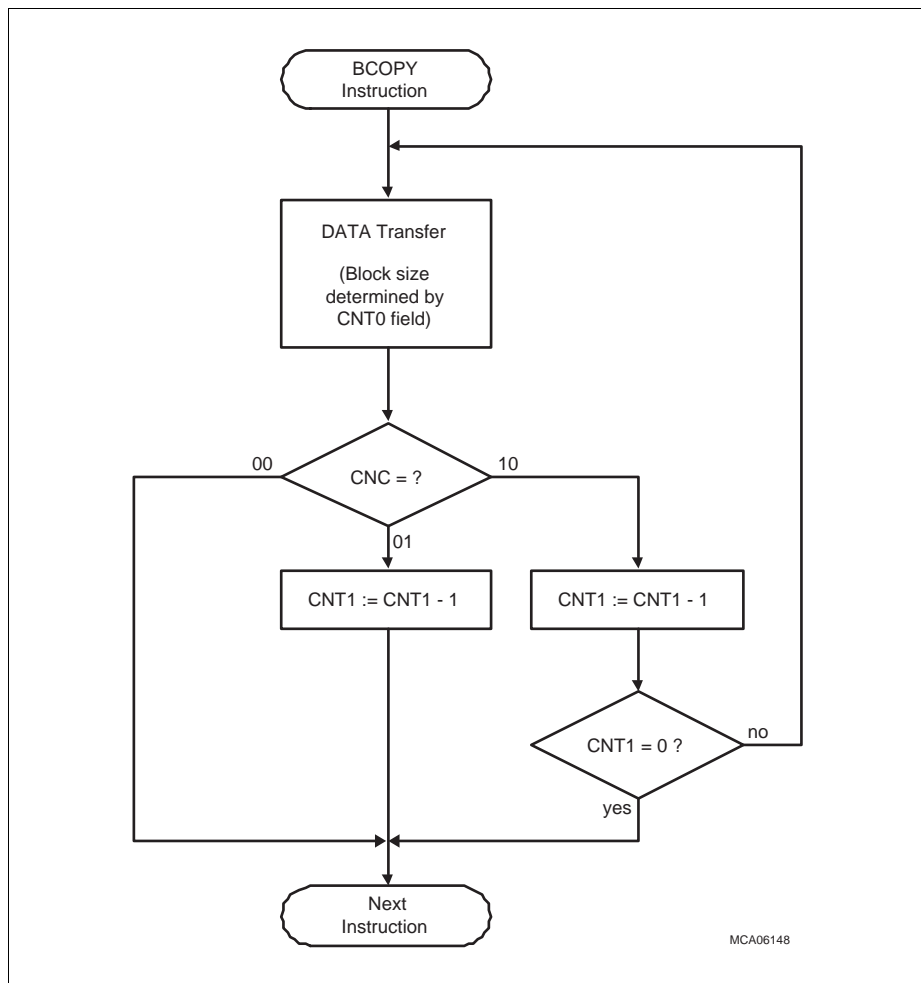 BCOPY
Instruction
DATA Transfer
(Block size
determined by
CNT0 field)
00
CNC = ?
10
01
CNT1 := CNT1 - 1
CNT1 := CNT1 - 1
CNT1 = 0 ?
no
yes
Next
Instruction
MCA06148